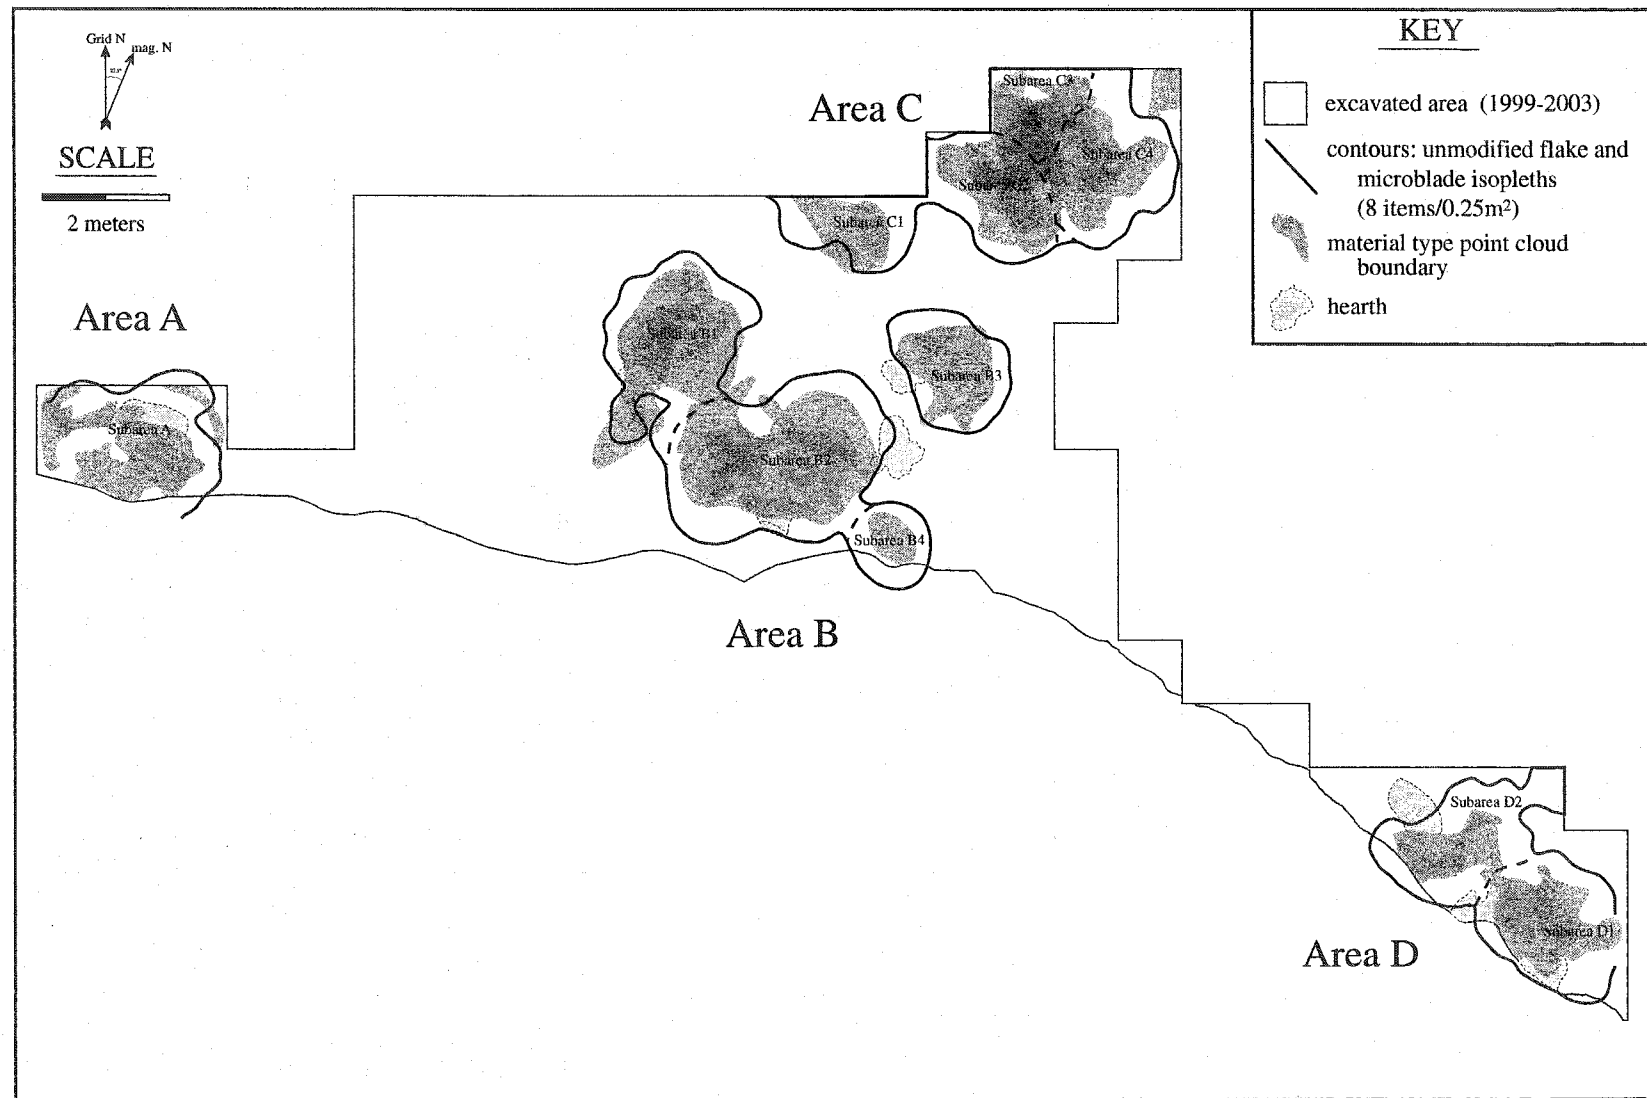 Grid N
mag. N
SCALE
2 meters
Area A
Subarea A
Area C
Subarea C3
Subarea C4
Subarea C1
Subarea B1
Subarea B3
Subarea B2
Subarea B4
Area B
Subarea D2
Subarea D1
Area D
KEY
excavated area (1999-2003)
contours: unmodified flake and
microblade isopleths
(8 items/0.25m²)
material type point cloud
boundary
hearth